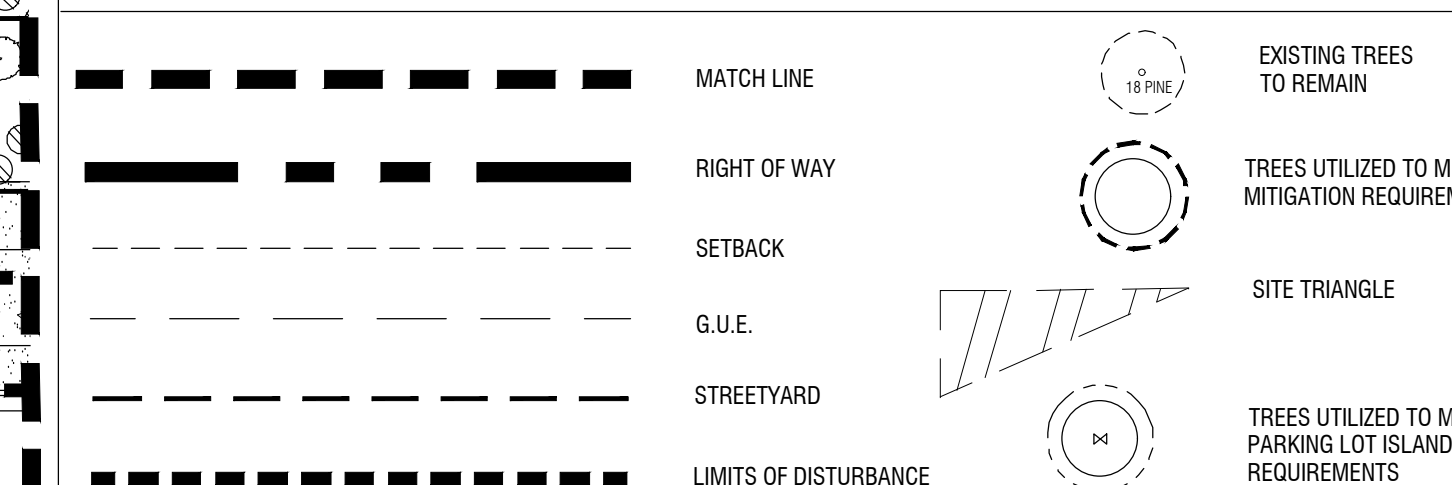 MATCH LINE
RIGHT OF WAY
SETBACK
G.U.E.
STREETYARD
LIMITS OF DISTURBANCE
18 PINE
EXISTING TREES
TO REMAIN
TREES UTILIZED TO
MITIGATION
SITE TRIANGLE
TREES UTILIZED TO
PARKING LOT ISLAND
REQUIREMENTS